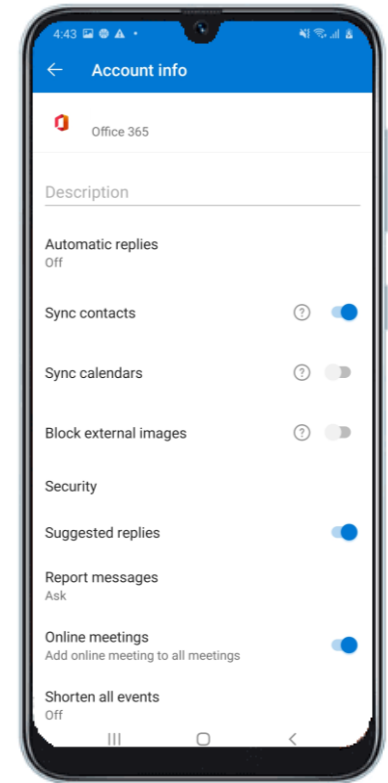 4:43
Account info
Office 365
Description
Automatic replies
Off
Sync contacts
?
Sync calendars
?
Block external images
?
Security
Suggested replies
Report messages
Ask
Online meetings
Add online meeting to all meetings
Shorten all events
Off